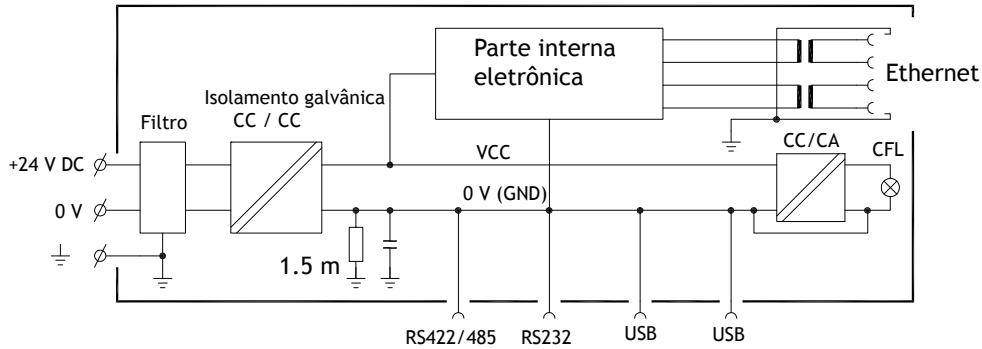 Parte interna
eletrônica
Ethernet
Isolamento galvânica
CC / CC
Filtro
CC/CA
CFL
+24 V DC
VCC
0 V
0 V (GND)
1.5 m
RS422/485
RS232
USB
USB